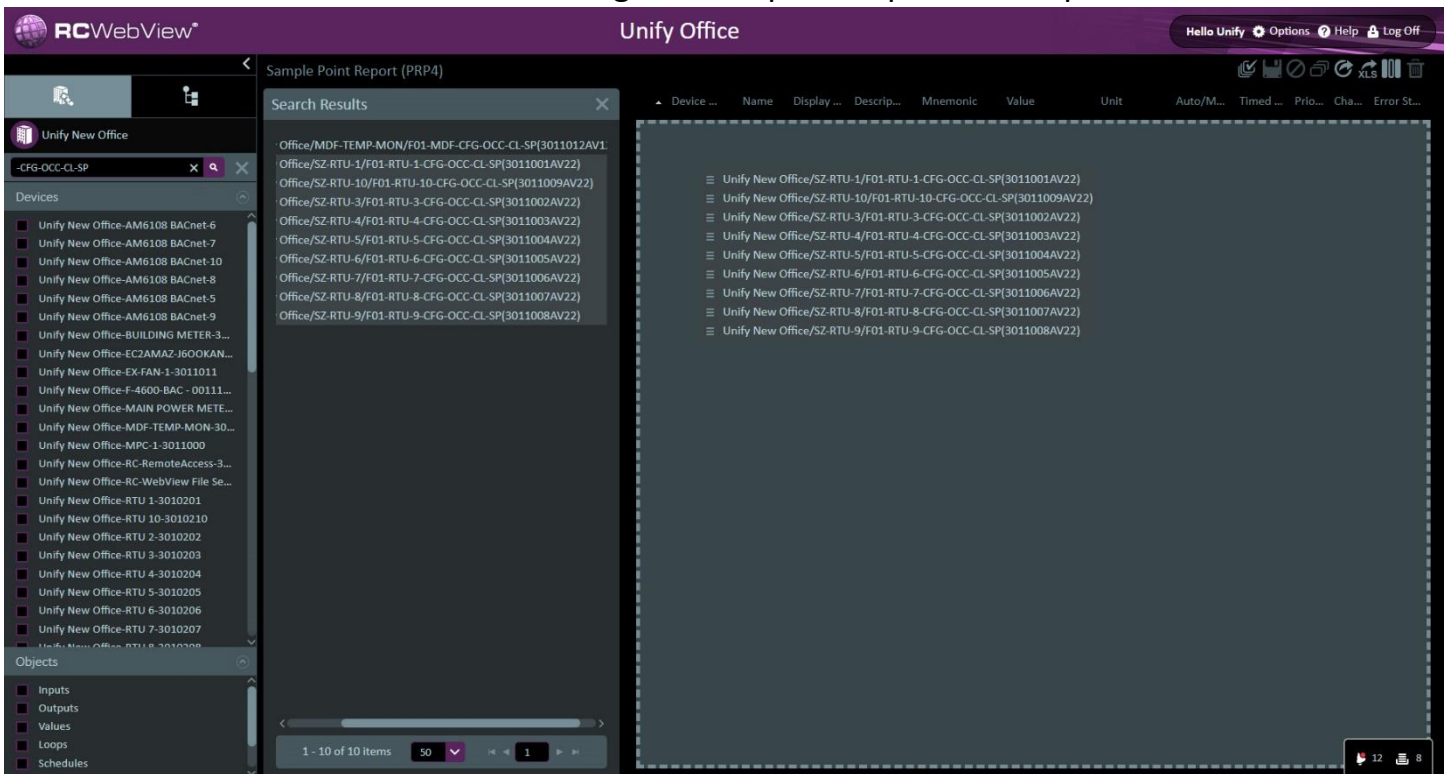 RCWebView®
Unify Office
Hello Unify Options Help Log Off
Sample Point Report (PRP4)
XLS
Unify New Office
-CFG-OCC-CL-SP
Devices
Unify New Office-AM6108 BACnet-6
Unify New Office-AM6108 BACnet-7
Unify New Office-AM6108 BACnet-10
Unify New Office-AM6108 BACnet-8
Unify New Office-AM6108 BACnet-5
Unify New Office-AM6108 BACnet-9
Unify New Office-BUILDING METER-3...
Unify New Office-EC2AMAZ-J6OOKAN...
Unify New Office-EX-FAN-1-3011011
Unify New Office-F-4600-BAC - 00111...
Unify New Office-MAIN POWER METE...
Unify New Office-MDF-TEMP-MON-30...
Unify New Office-MPC-1-3011000
Unify New Office-RC-RemoteAccess-3...
Unify New Office-RC-WebView File Se...
Unify New Office-RTU 1-3010201
Unify New Office-RTU 10-3010210
Unify New Office-RTU 2-3010202
Unify New Office-RTU 3-3010203
Unify New Office-RTU 4-3010204
Unify New Office-RTU 5-3010205
Unify New Office-RTU 6-3010206
Unify New Office-RTU 7-3010207
Objects
Inputs
Outputs
Values
Loops
Schedules
Search Results
Office/MDF-TEMP-MON/F01-MDF-CFG-OCC-CL-SP(3011012AV1
Office/SZ-RTU-1/F01-RTU-1-CFG-OCC-CL-SP(3011001AV22)
Office/SZ-RTU-10/F01-RTU-10-CFG-OCC-CL-SP(3011009AV22)
Office/SZ-RTU-3/F01-RTU-3-CFG-OCC-CL-SP(3011002AV22)
Office/SZ-RTU-4/F01-RTU-4-CFG-OCC-CL-SP(3011003AV22)
Office/SZ-RTU-5/F01-RTU-5-CFG-OCC-CL-SP(3011004AV22)
Office/SZ-RTU-6/F01-RTU-6-CFG-OCC-CL-SP(3011005AV22)
Office/SZ-RTU-7/F01-RTU-7-CFG-OCC-CL-SP(3011006AV22)
Office/SZ-RTU-8/F01-RTU-8-CFG-OCC-CL-SP(3011007AV22)
Office/SZ-RTU-9/F01-RTU-9-CFG-OCC-CL-SP(3011008AV22)
1 - 10 of 10 items 50 1
Device ... Name Display ... Descrip... Mnemonic Value Unit Auto/M... Timed ... Prio... Cha... Error St...
Unify New Office/SZ-RTU-1/F01-RTU-1-CFG-OCC-CL-SP(3011001AV22)
Unify New Office/SZ-RTU-10/F01-RTU-10-CFG-OCC-CL-SP(3011009AV22)
Unify New Office/SZ-RTU-3/F01-RTU-3-CFG-OCC-CL-SP(3011002AV22)
Unify New Office/SZ-RTU-4/F01-RTU-4-CFG-OCC-CL-SP(3011003AV22)
Unify New Office/SZ-RTU-5/F01-RTU-5-CFG-OCC-CL-SP(3011004AV22)
Unify New Office/SZ-RTU-6/F01-RTU-6-CFG-OCC-CL-SP(3011005AV22)
Unify New Office/SZ-RTU-7/F01-RTU-7-CFG-OCC-CL-SP(3011006AV22)
Unify New Office/SZ-RTU-8/F01-RTU-8-CFG-OCC-CL-SP(3011007AV22)
Unify New Office/SZ-RTU-9/F01-RTU-9-CFG-OCC-CL-SP(3011008AV22)
12 8